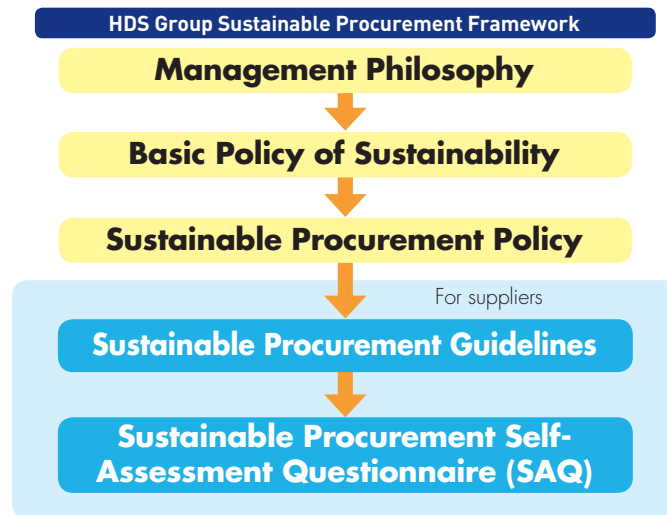 HDS Group Sustainable Procurement Framework
Management Philosophy
Basic Policy of Sustainability
Sustainable Procurement Policy
For suppliers
Sustainable Procurement Guidelines
Sustainable Procurement Self-
Assessment Questionnaire (SAQ)